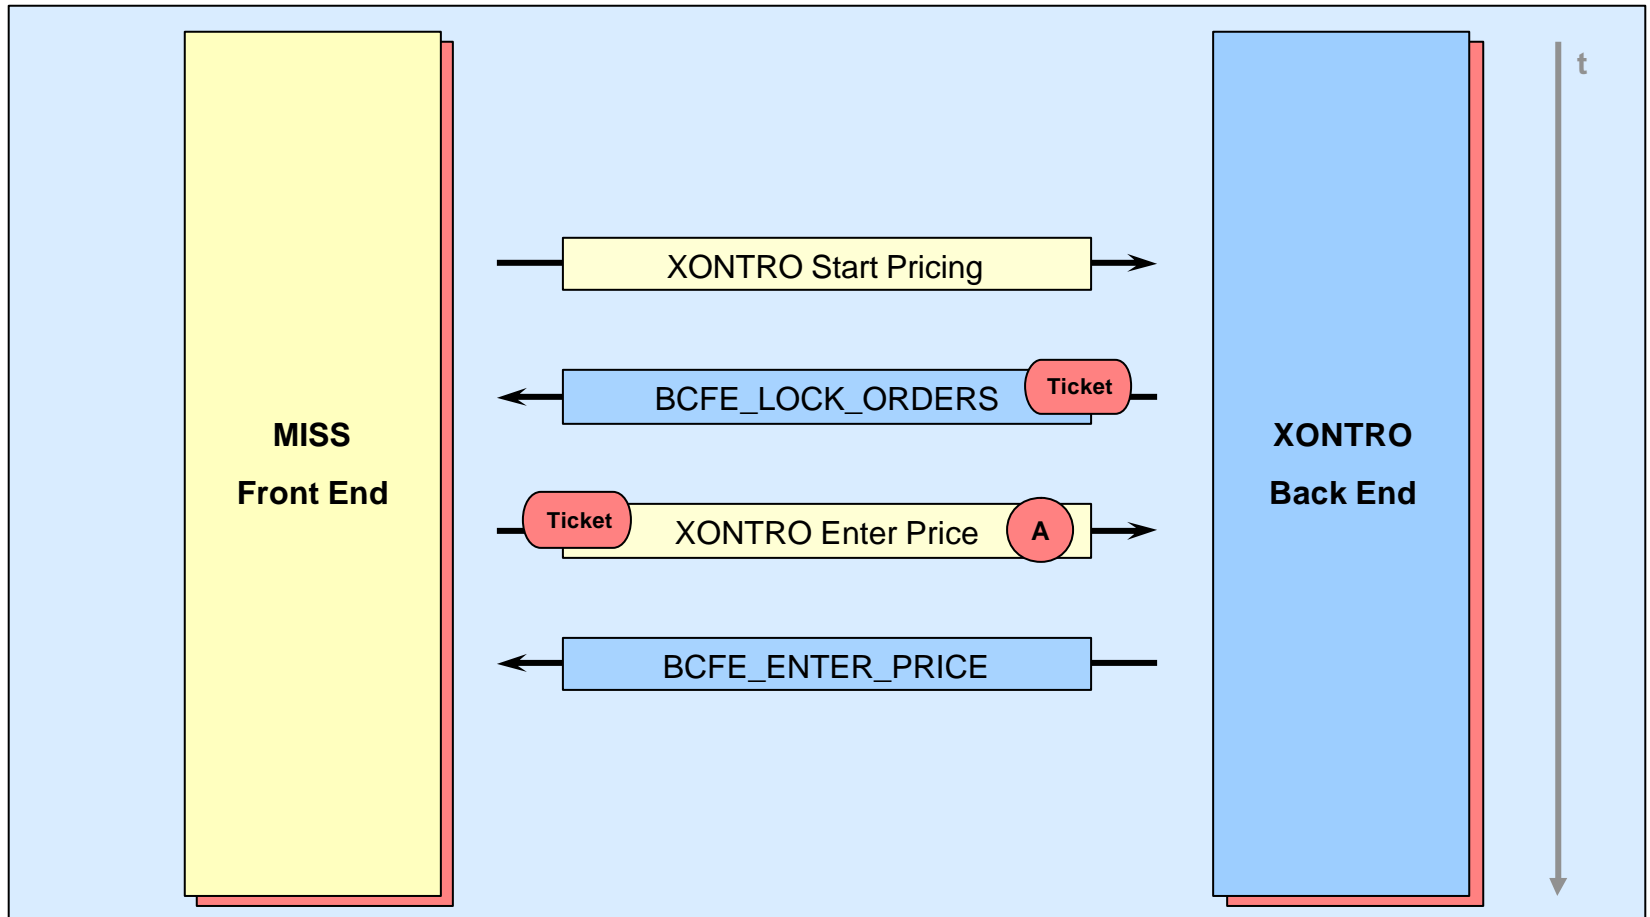 t
XONTRO Start Pricing
BCFE_LOCK_ORDERS
Ticket
MISS
Front End
XONTRO
Back End
Ticket
XONTRO Enter Price
A
BCFE_ENTER_PRICE